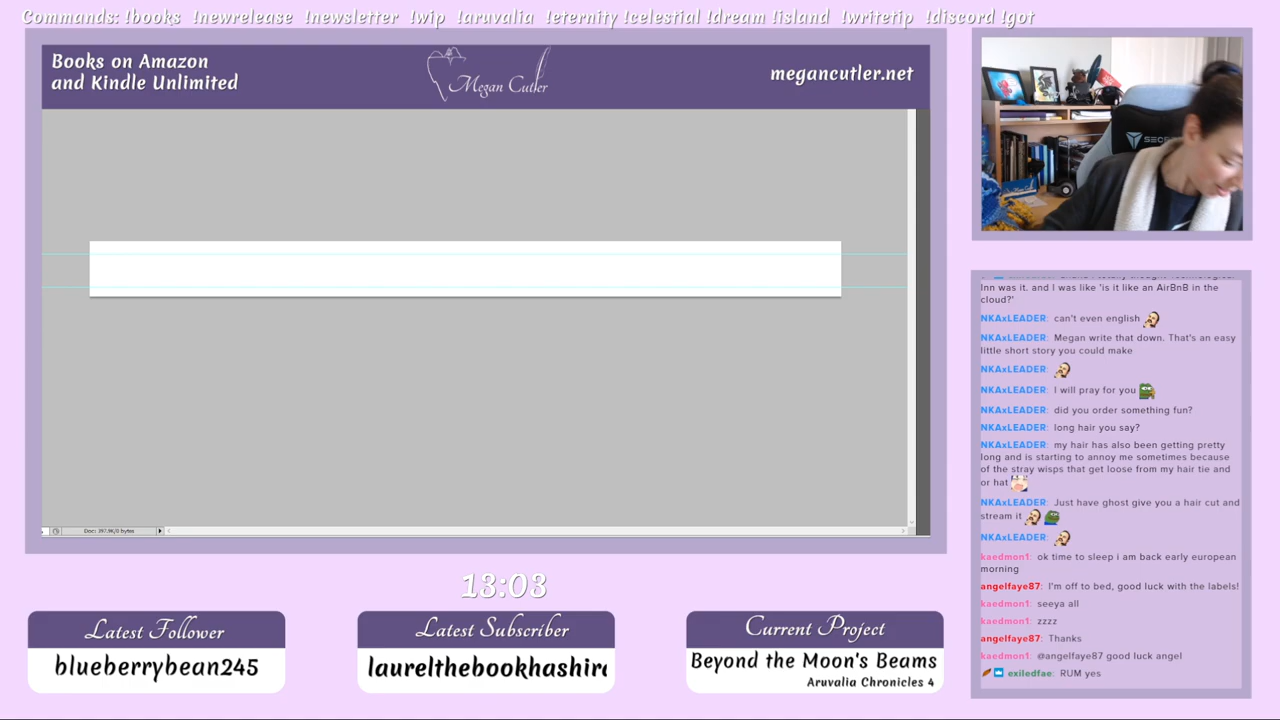 Commands: !books !newrelease !newsletter !wip !aruvalia !eternity !celestial !dream !island !writetip !discord !got
Books on Amazon
and Kindle Unlimited
Megan Cutler
megancutler.net
SECRE
Inn was it. and I was like 'is it like an AirBnB in the
cloud?'
NKAxLEADER: can't even english
NKAxLEADER: Megan write that down. That's an easy
little short story you could make
NKAxLEADER:
NKAxLEADER: I will pray for you
NKAxLEADER: did you order something fun?
NKAxLEADER: long hair you say?
NKAxLEADER: my hair has also been getting pretty
long and is starting to annoy me sometimes because
of the stray wisps that get loose from my hair tie and
or hat
NKAxLEADER: Just have ghost give you a hair cut and
stream it
NKAxLEADER:
kaedmon1: ok time to sleep i am back early european
morning
angelfaye87: I'm off to bed, good luck with the labels!
kaedmon1: seeya all
kaedmon1: zzzz
angelfaye87: Thanks
kaedmon1: @angelfaye87 good luck angel
exiledfae: RUM yes
Doc: 397.9K/0 bytes
13:03
Latest Follower
blueberrybean245
Latest Subscriber
laurelthebookhashira
Current Project
Beyond the Moon's Beams
Aruvalia Chronicles 4